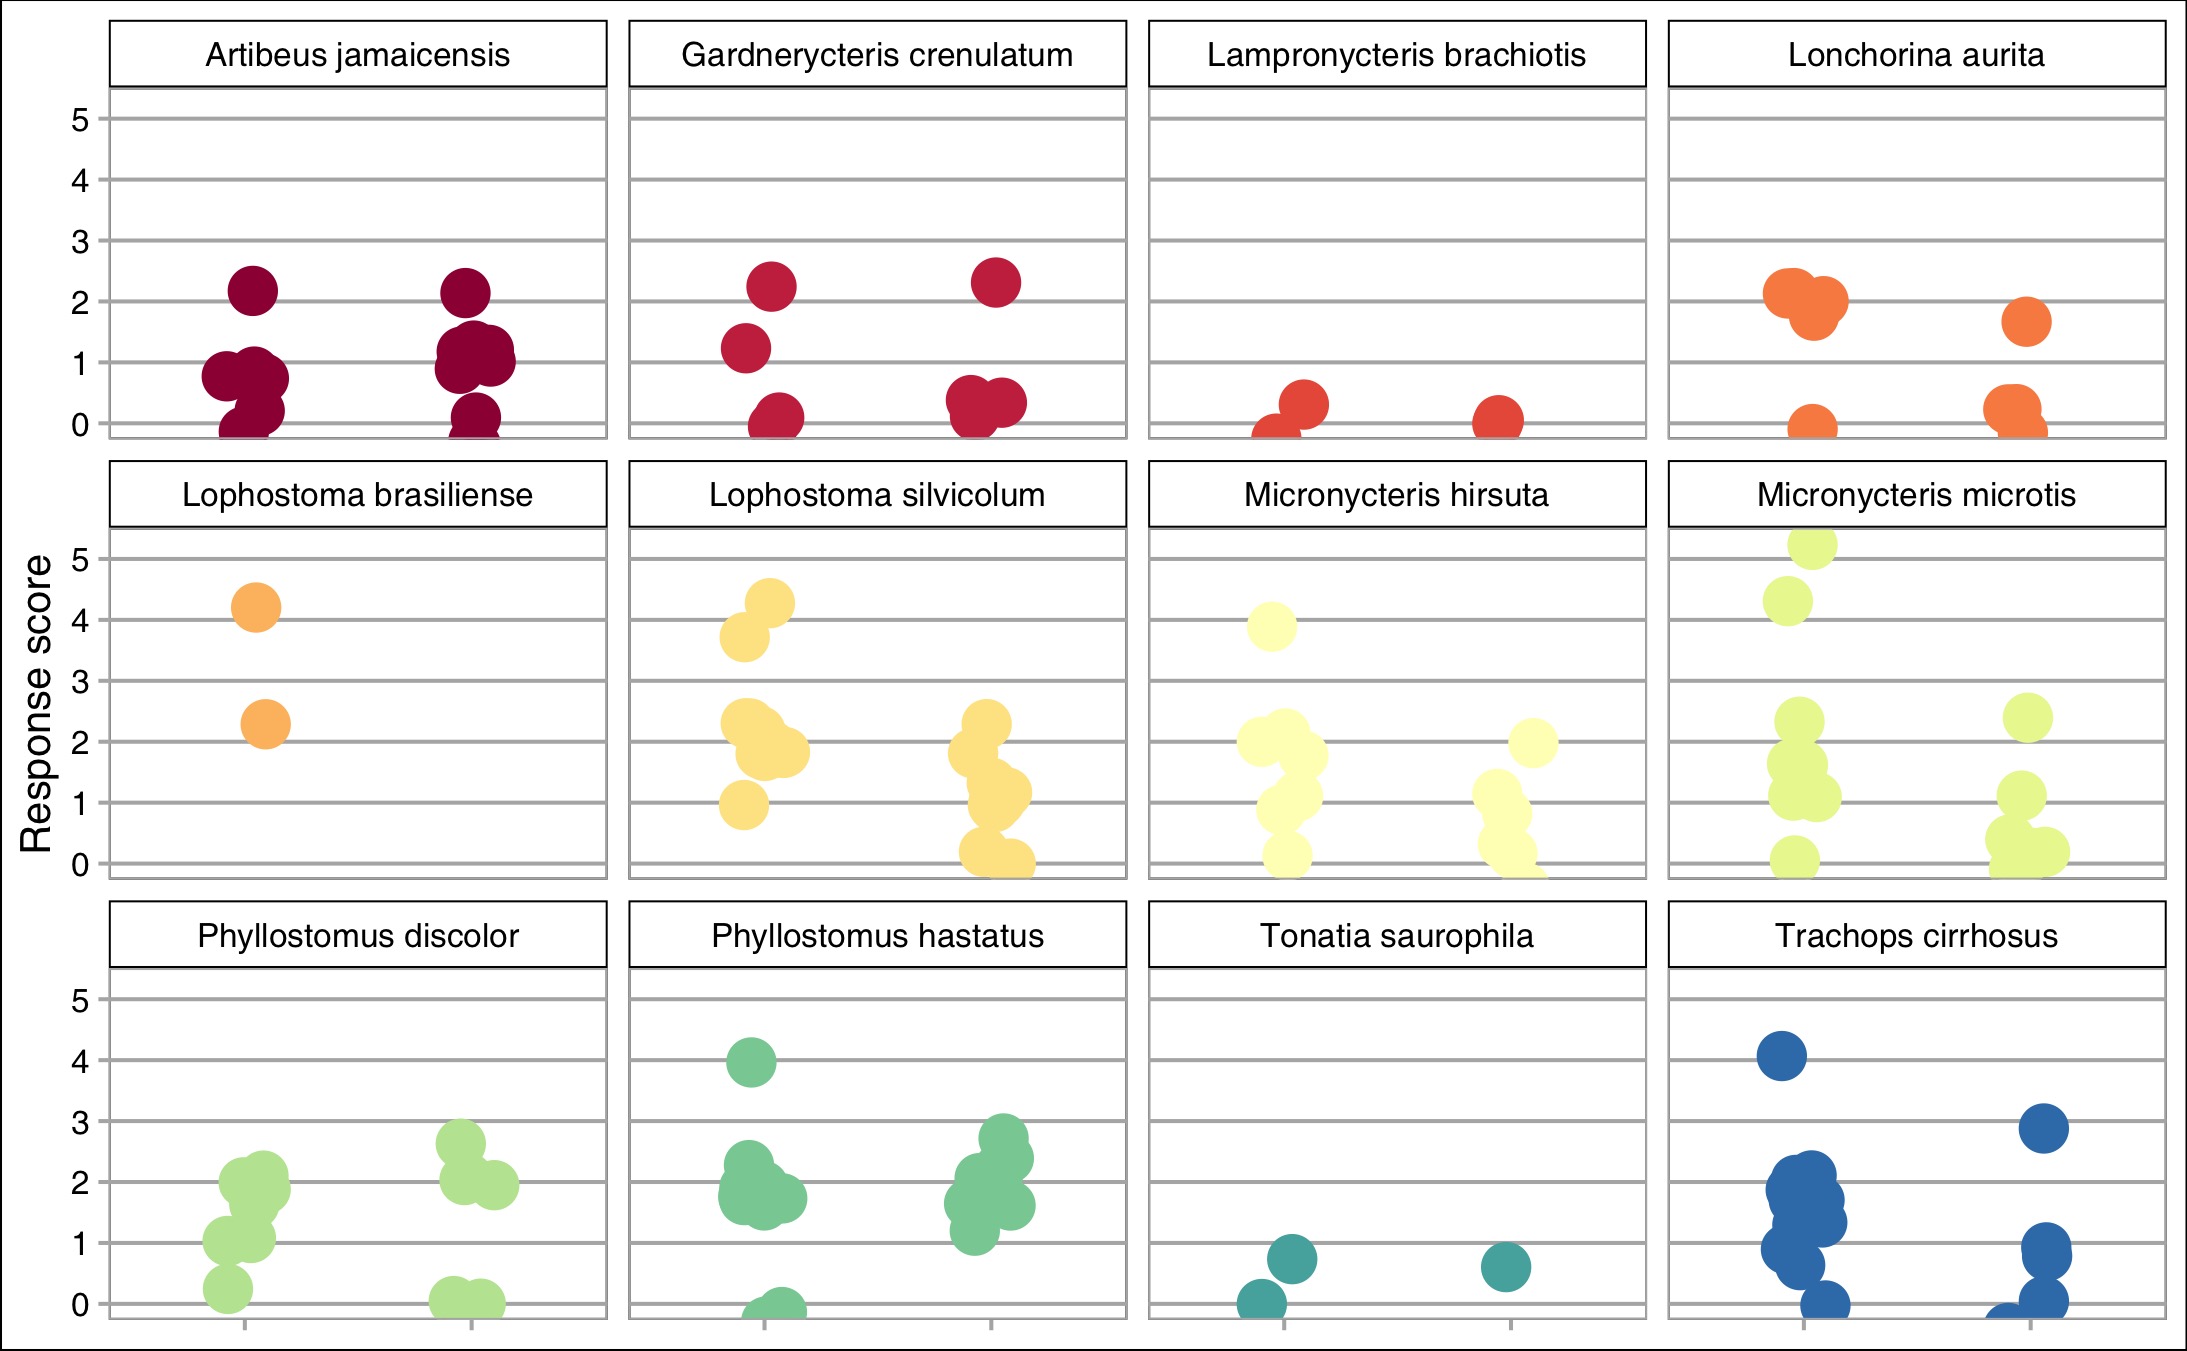 Artibeus jamaicensis
Gardnerycteris crenulatum
Lampronycteris brachiotis
Lonchorina aurita
5
4
3
2
1
0
Response score
Lophostoma brasiliense
Lophostoma silvicolum
Micronycteris hirsuta
Micronycteris microtis
5
4
3
2
1
0
Phyllostomus discolor
Phyllostomus hastatus
Tonatia saurophila
Trachops cirrhosus
5
4
3
2
1
0